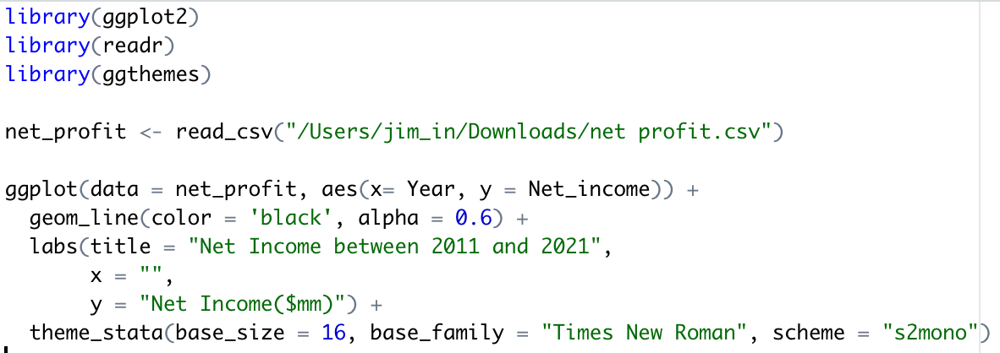 library(ggplot2)
library(readr)
library(ggthemes)
net_profit <- read_csv("/Users/jim_in/Downloads/net profit.csv")
ggplot(data = net_profit, aes(x= Year, y = Net_income)) +
  geom_line(color = 'black', alpha = 0.6) +
  labs(title = "Net Income between 2011 and 2021",
       x = "",
       y = "Net Income($mm)") +
  theme_stata(base_size = 16, base_family = "Times New Roman", scheme = "s2mono")